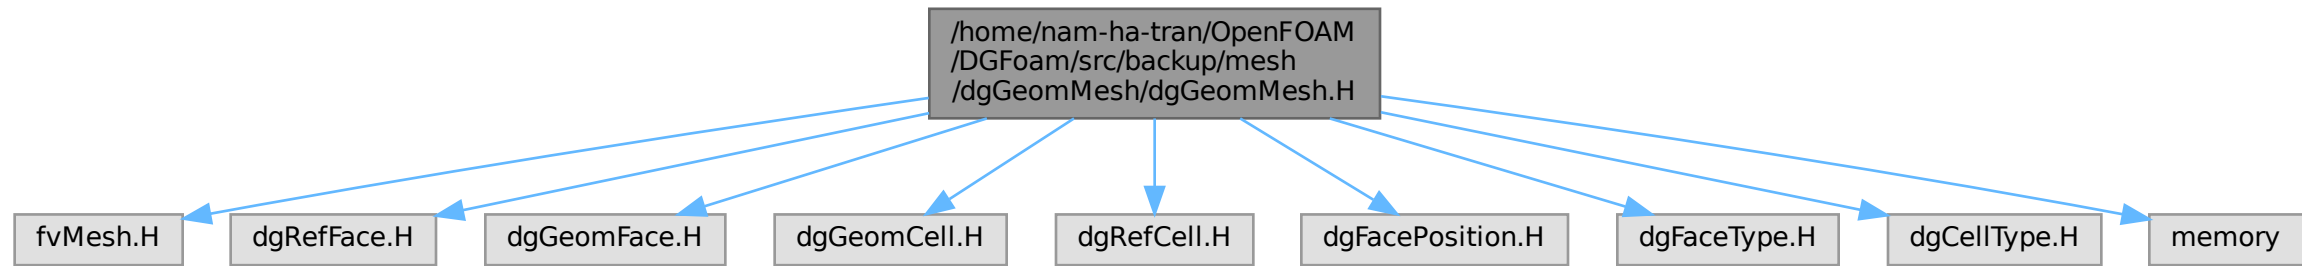 /home/nam-ha-tran/OpenFOAM
/DGFoam/src/backup/mesh
/dgGeomMesh/dgGeomMesh.H
fvMesh.H
dgRefFace.H
dgGeomFace.H
dgGeomCell.H
dgRefCell.H
dgFacePosition.H
dgFaceType.H
dgCellType.H
memory